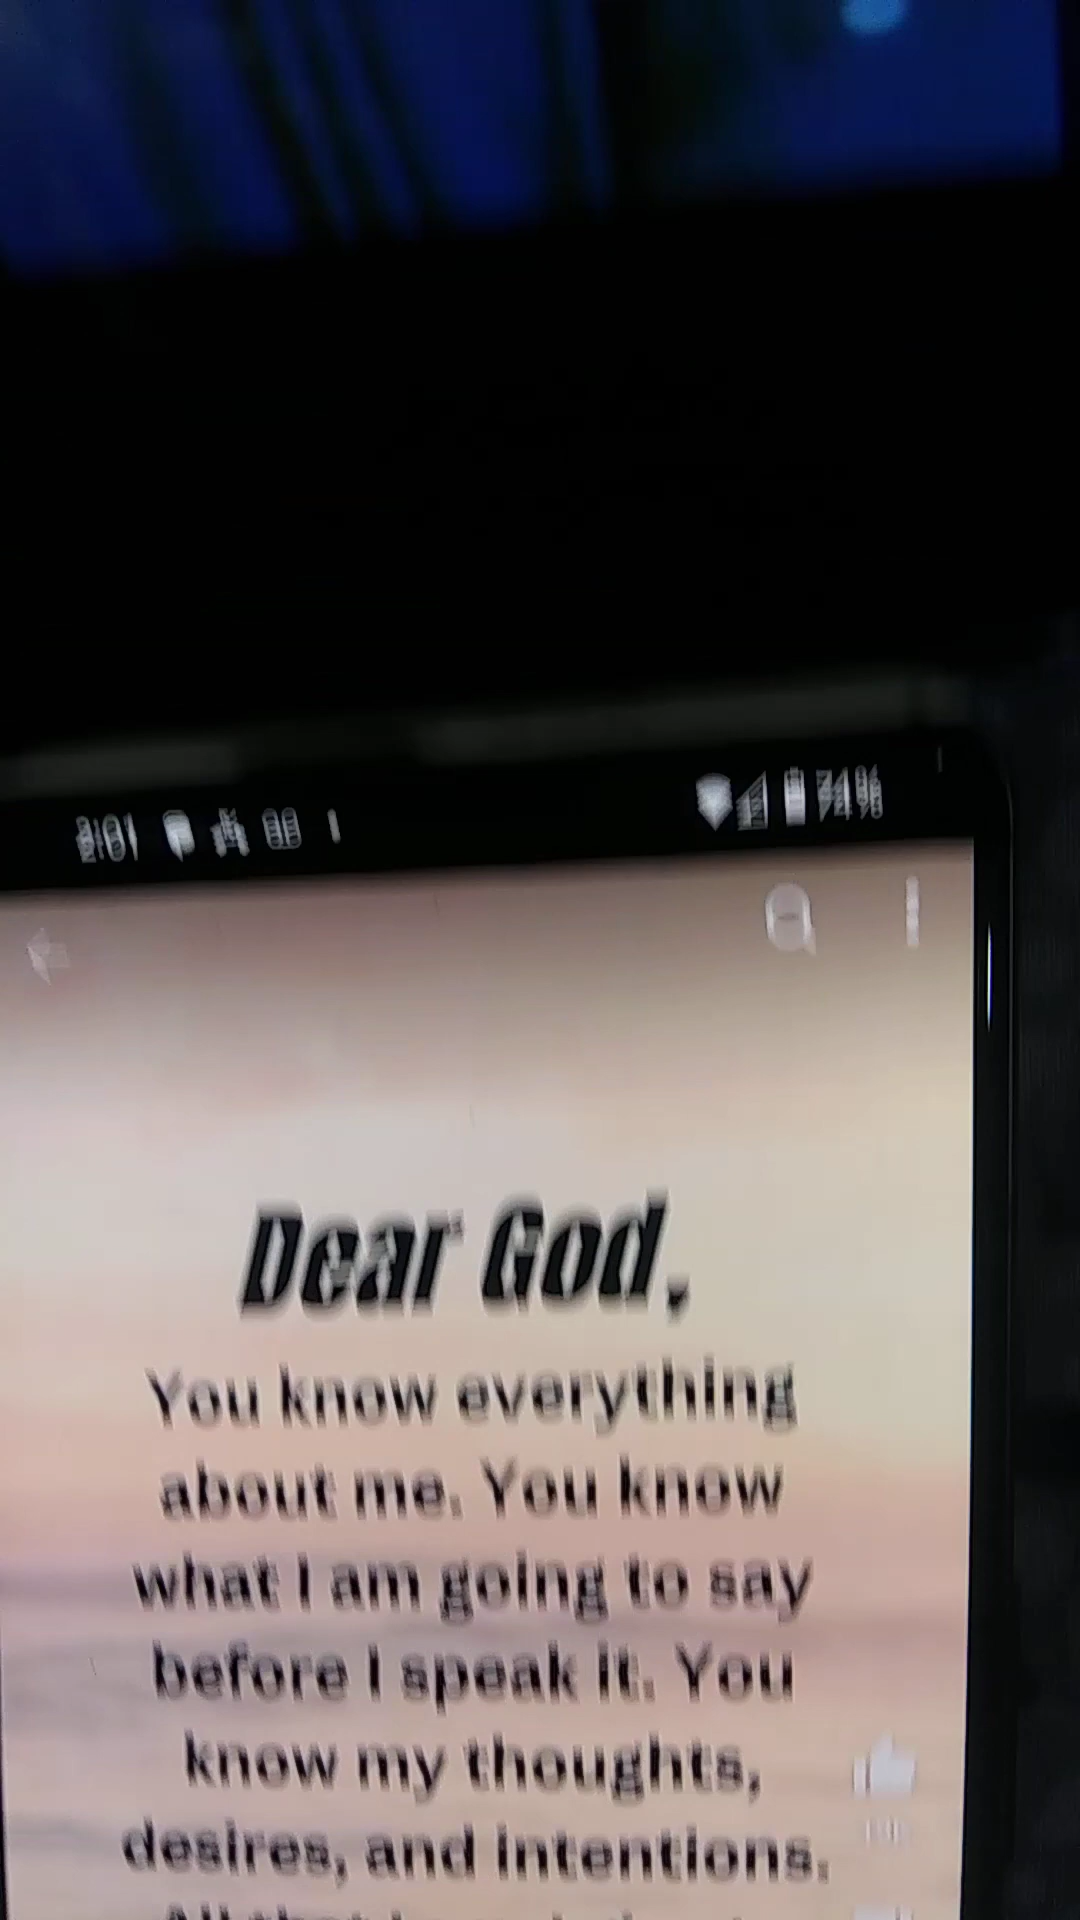 Dear God,
You know everything
about me. You know
what I am going to say
before I speak it. You
know my thoughts,
desires, and intentions.